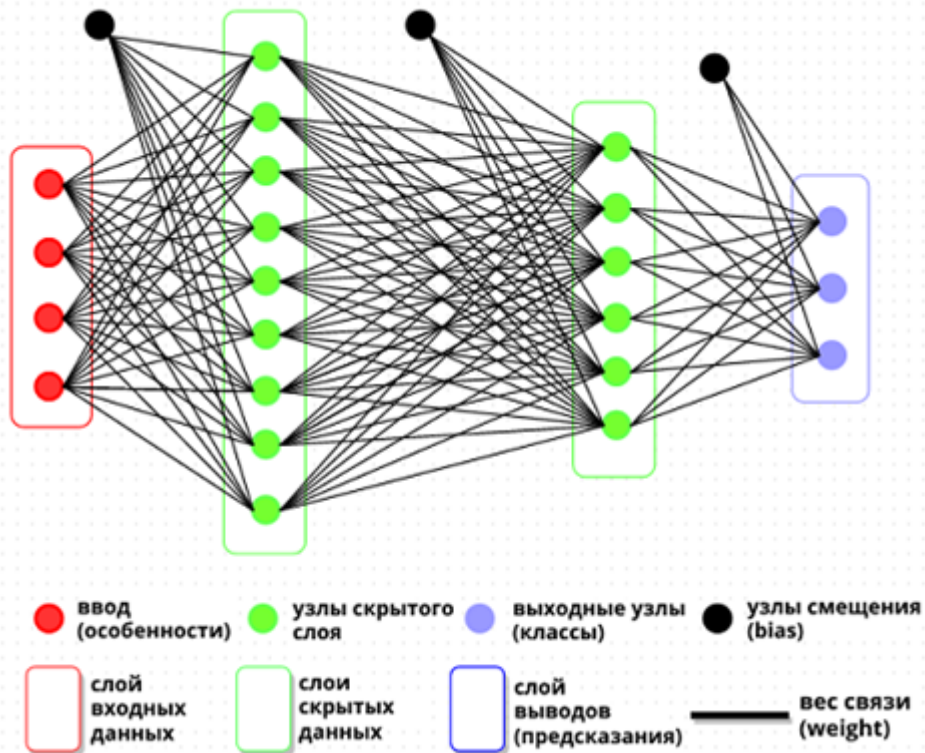 ввод
(особенности)
узлы скрытого
слоя
выходные узлы
(классы)
узлы смещения
(bias)
слой
входных
данных
слои
скрытых
данных
слой
выводов
(предсказания)
вес связи
(weight)